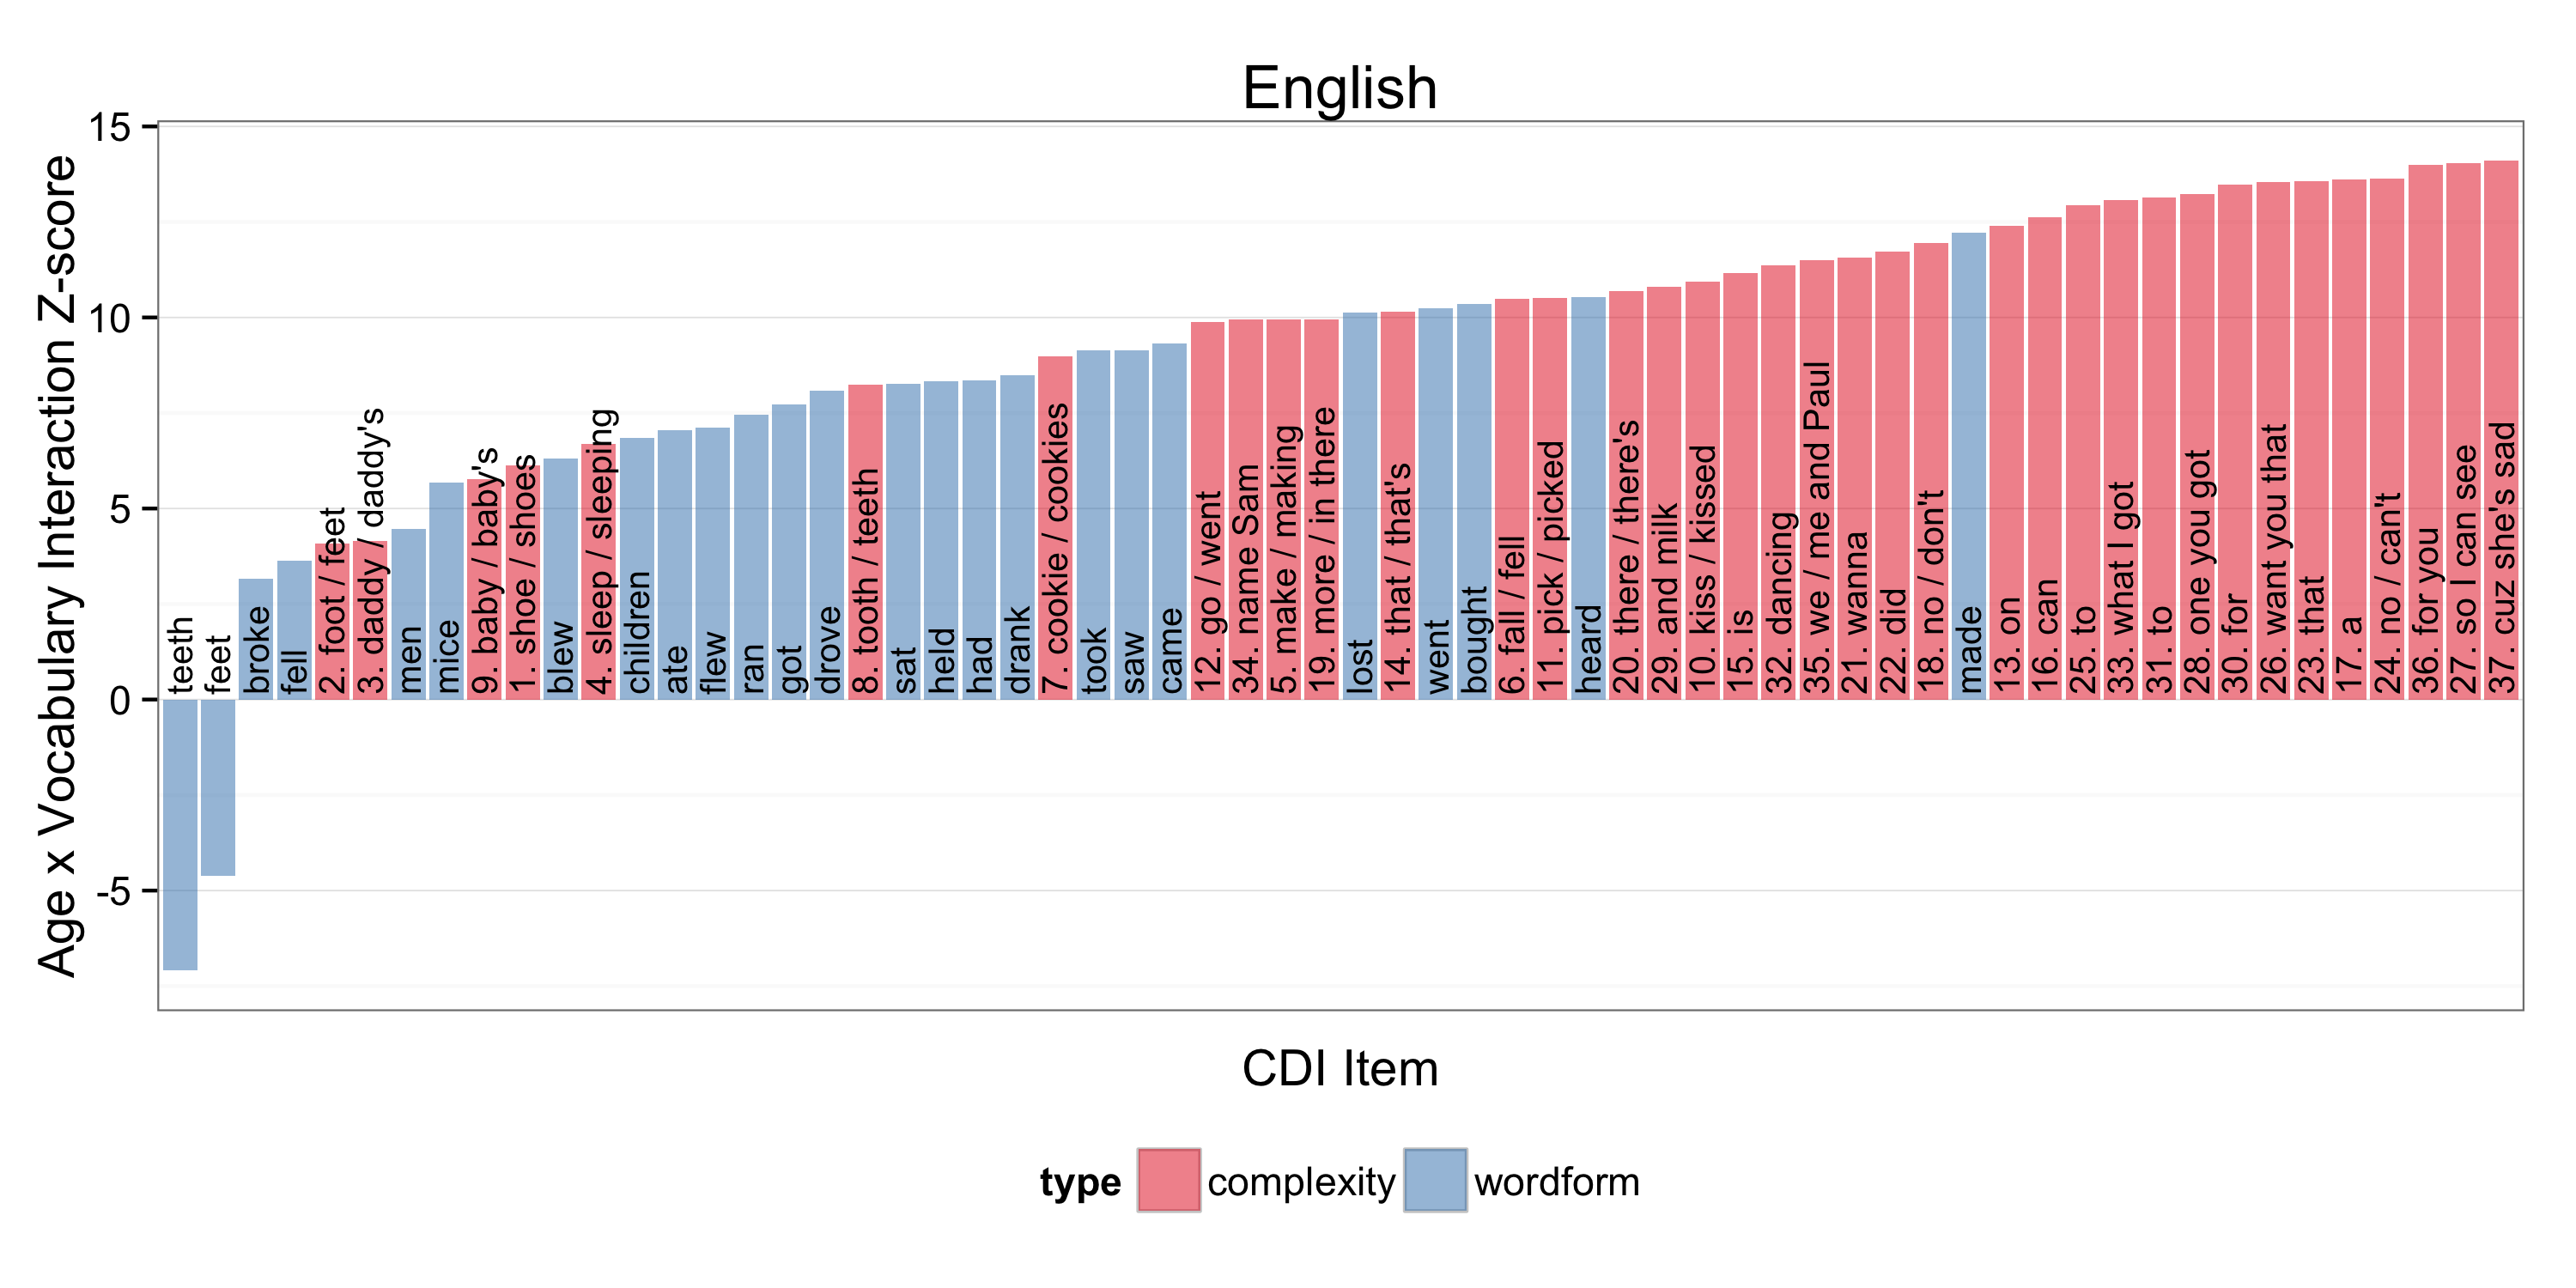 English
Age x Vocabulary Interaction Z-score
15
10
5
0
-5
teeth
feet
broke
fell
2. foot / feet
3. daddy / daddy's
men
mice
9. baby / baby's
1. shoe / shoes
blew
4. sleep / sleeping
children
ate
flew
ran
got
drove
8. tooth / teeth
sat
held
had
drank
7. cookie / cookies
took
saw
came
12. go / went
34. name Sam
5. make / making
19. more / in there
lost
14. that / that's
went
bought
6. fall / fell
11. pick / picked
heard
20. there / there's
29. and milk
10. kiss / kissed
15. is
32. dancing
35. we / me and Paul
21. wanna
22. did
18. no / don't
made
13. on
16. can
25. to
33. what I got
31. to
28. one you got
30. for
26. want you that
23. that
17. a
24. no / can't
36. for you
27. so I can see
37. cuz she's sad
CDI Item
type complexity wordform